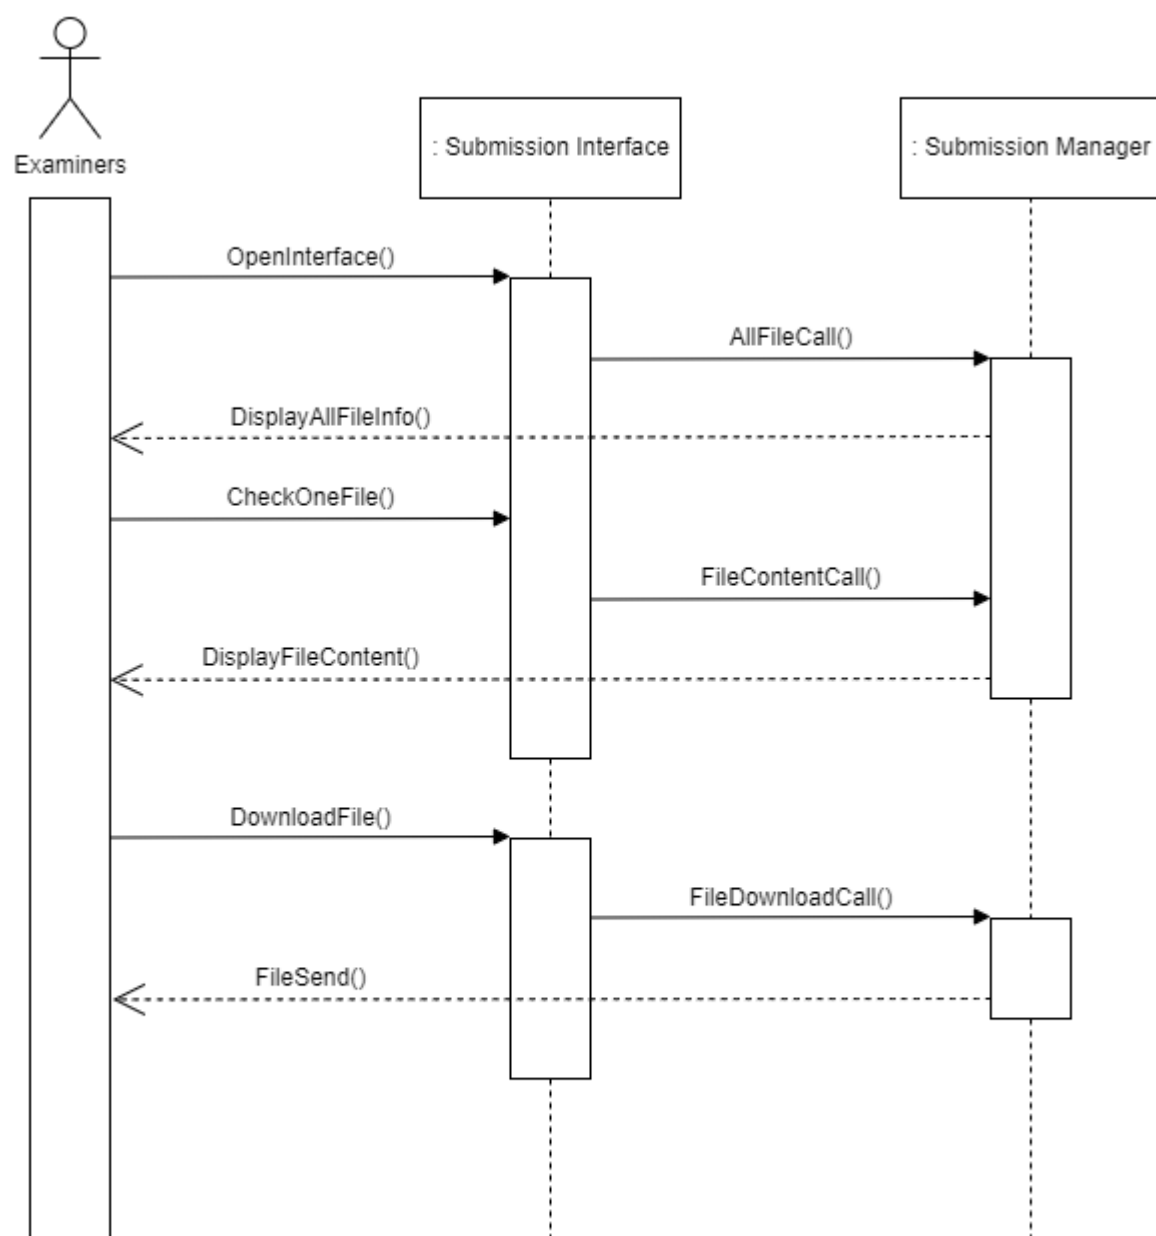 Examiners
: Submission Interface
: Submission Manager
OpenInterface()
AllFileCall()
DisplayAllFileInfo()
CheckOneFile()
FileContentCall()
DisplayFileContent()
DownloadFile()
FileDownloadCall()
FileSend()